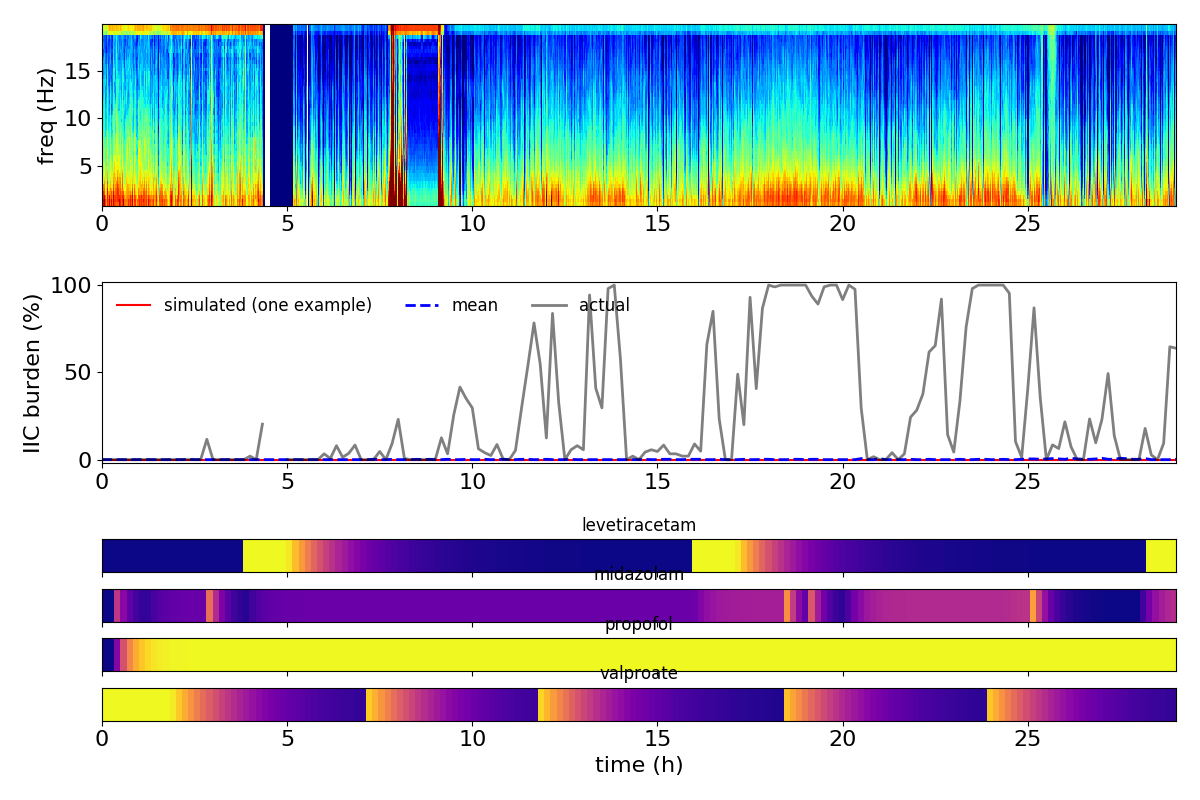 freq (Hz)
15
10
5
0 5 10 15 20 25
IIC burden (%)
100
50
0
simulated (one example) mean actual
0 5 10 15 20 25
levetiracetam
midazolam
propofol
valproate
0 5 10 15 20 25
time (h)